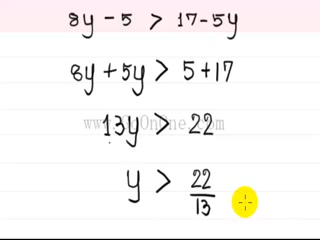 8y - 5 > 17 - 5y
8y + 5y > 5 + 17
13y > 22
y > 22/13